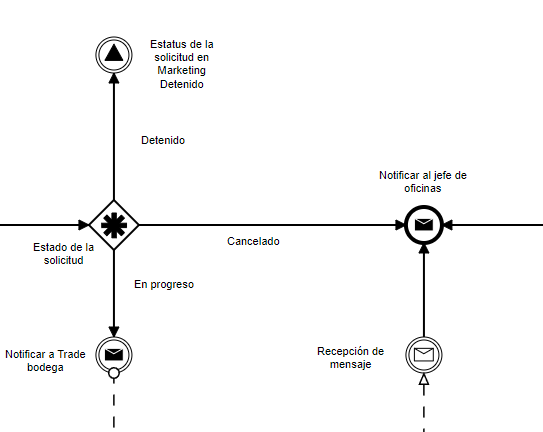 Estatus de la
solicitud en
Marketing
Detenido
Detenido
Notificar al jefe de
oficinas
Estado de la
solicitud
Cancelado
En progreso
Notificar a Trade
bodega
Recepción de
mensaje